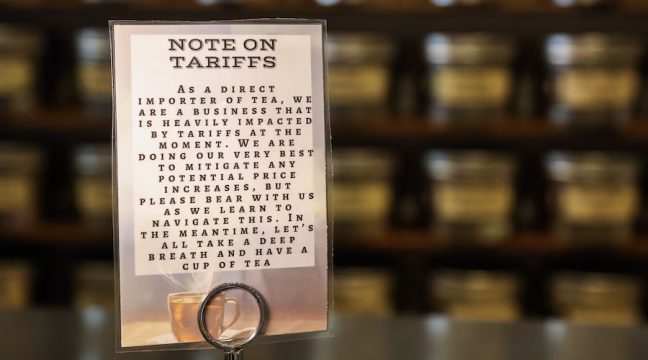 NOTE ON
TARIFFS
AS A DIRECT
IMPORTER OF TEA, WE
ARE A BUSINESS THAT
IS HEAVILY IMPACTED
BY TARIFFS AT THE
MOMENT. WE ARE
DOING OUR VERY BEST
TO MITIGATE ANY
POTENTIAL PRICE
INCREASES, BUT
PLEASE BEAR WITH US
AS WE LEARN TO
NAVIGATE THIS. IN
THE MEANTIME, LET'S
ALL TAKE A DEEP
BREATH AND HAVE A
CUP OF TEA